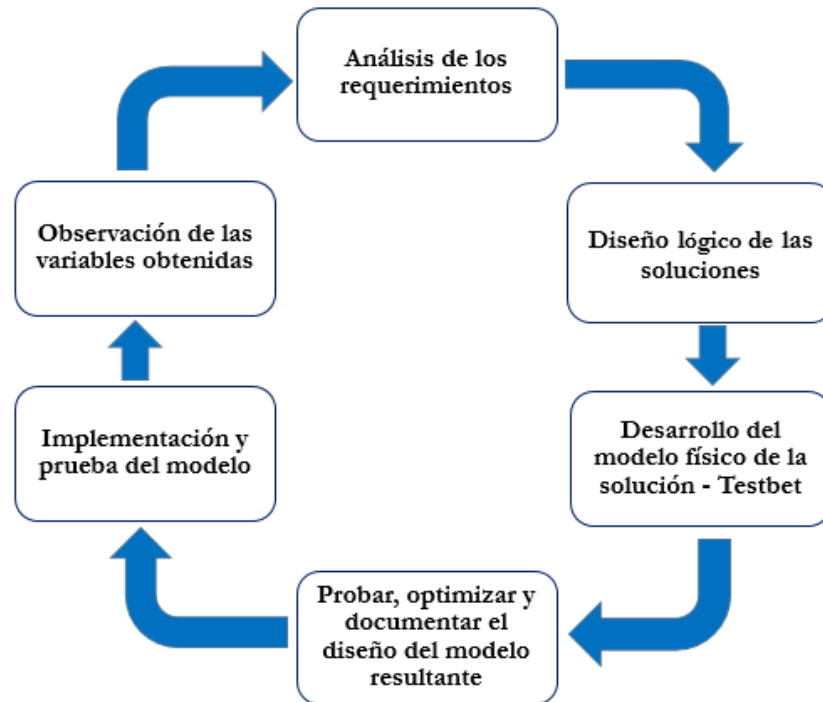 Análisis de los
requerimientos
Diseño lógico de las
soluciones
Desarrollo del
modelo físico de la
solución - Testbet
Probar, optimizar y
documentar el
diseño del modelo
resultante
Implementación y
prueba del modelo
Observación de las
variables obtenidas